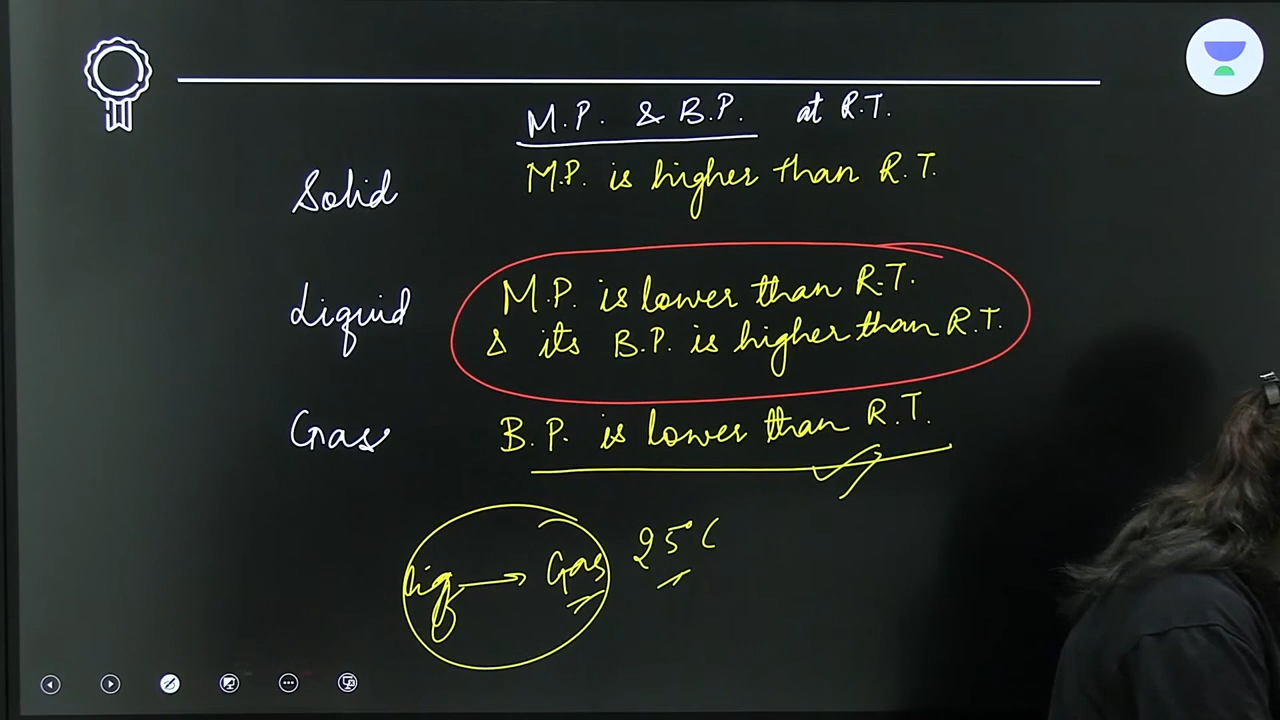 M.P. & B.P. at R.T.
Solid M.P. is higher than R.T.
Liquid M.P. is lower than R.T.
& its B.P. is higher than R.T.
Gas B.P. is lower than R.T.
liq → Gas 25°C